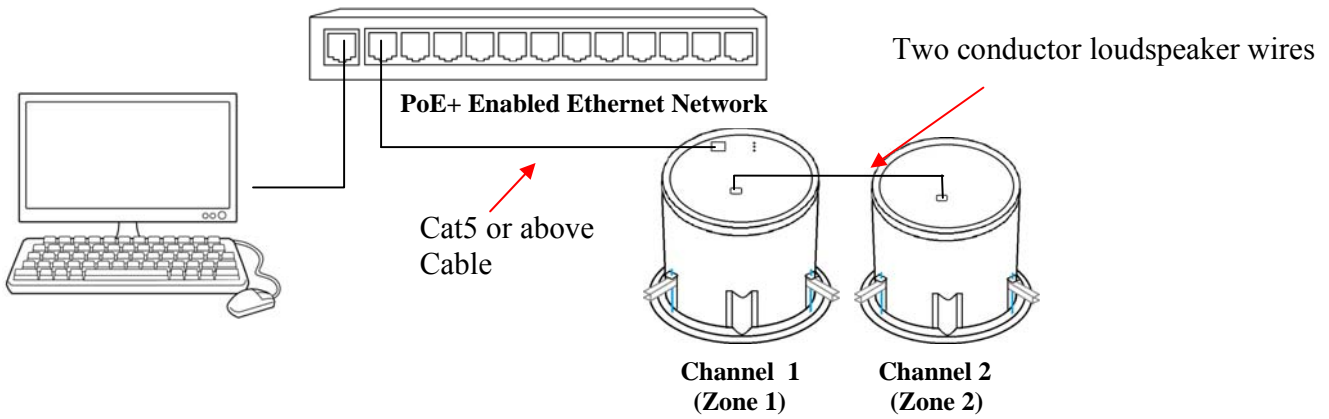 Two conductor loudspeaker wires
PoE+ Enabled Ethernet Network
Cat5 or above
Cable
Channel 1
(Zone 1)
Channel 2
(Zone 2)